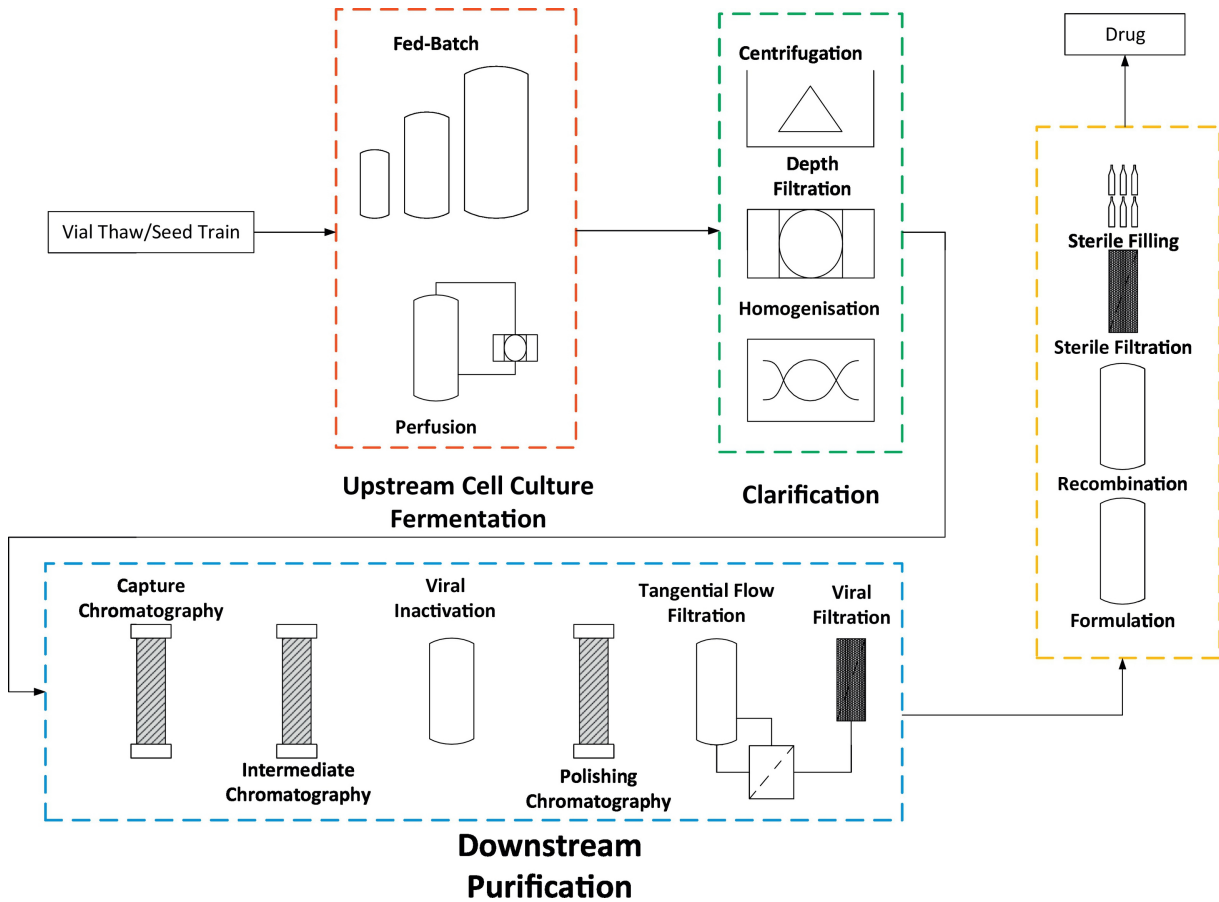 Vial Thaw/Seed Train
Fed-Batch
Perfusion
Upstream Cell Culture
Fermentation
Centrifugation
Depth
Filtration
Homogenisation
Clarification
Capture
Chromatography
Intermediate
Chromatography
Viral
Inactivation
Polishing
Chromatography
Tangential Flow
Filtration
Viral
Filtration
Downstream
Purification
Drug
Sterile Filling
Sterile Filtration
Recombination
Formulation